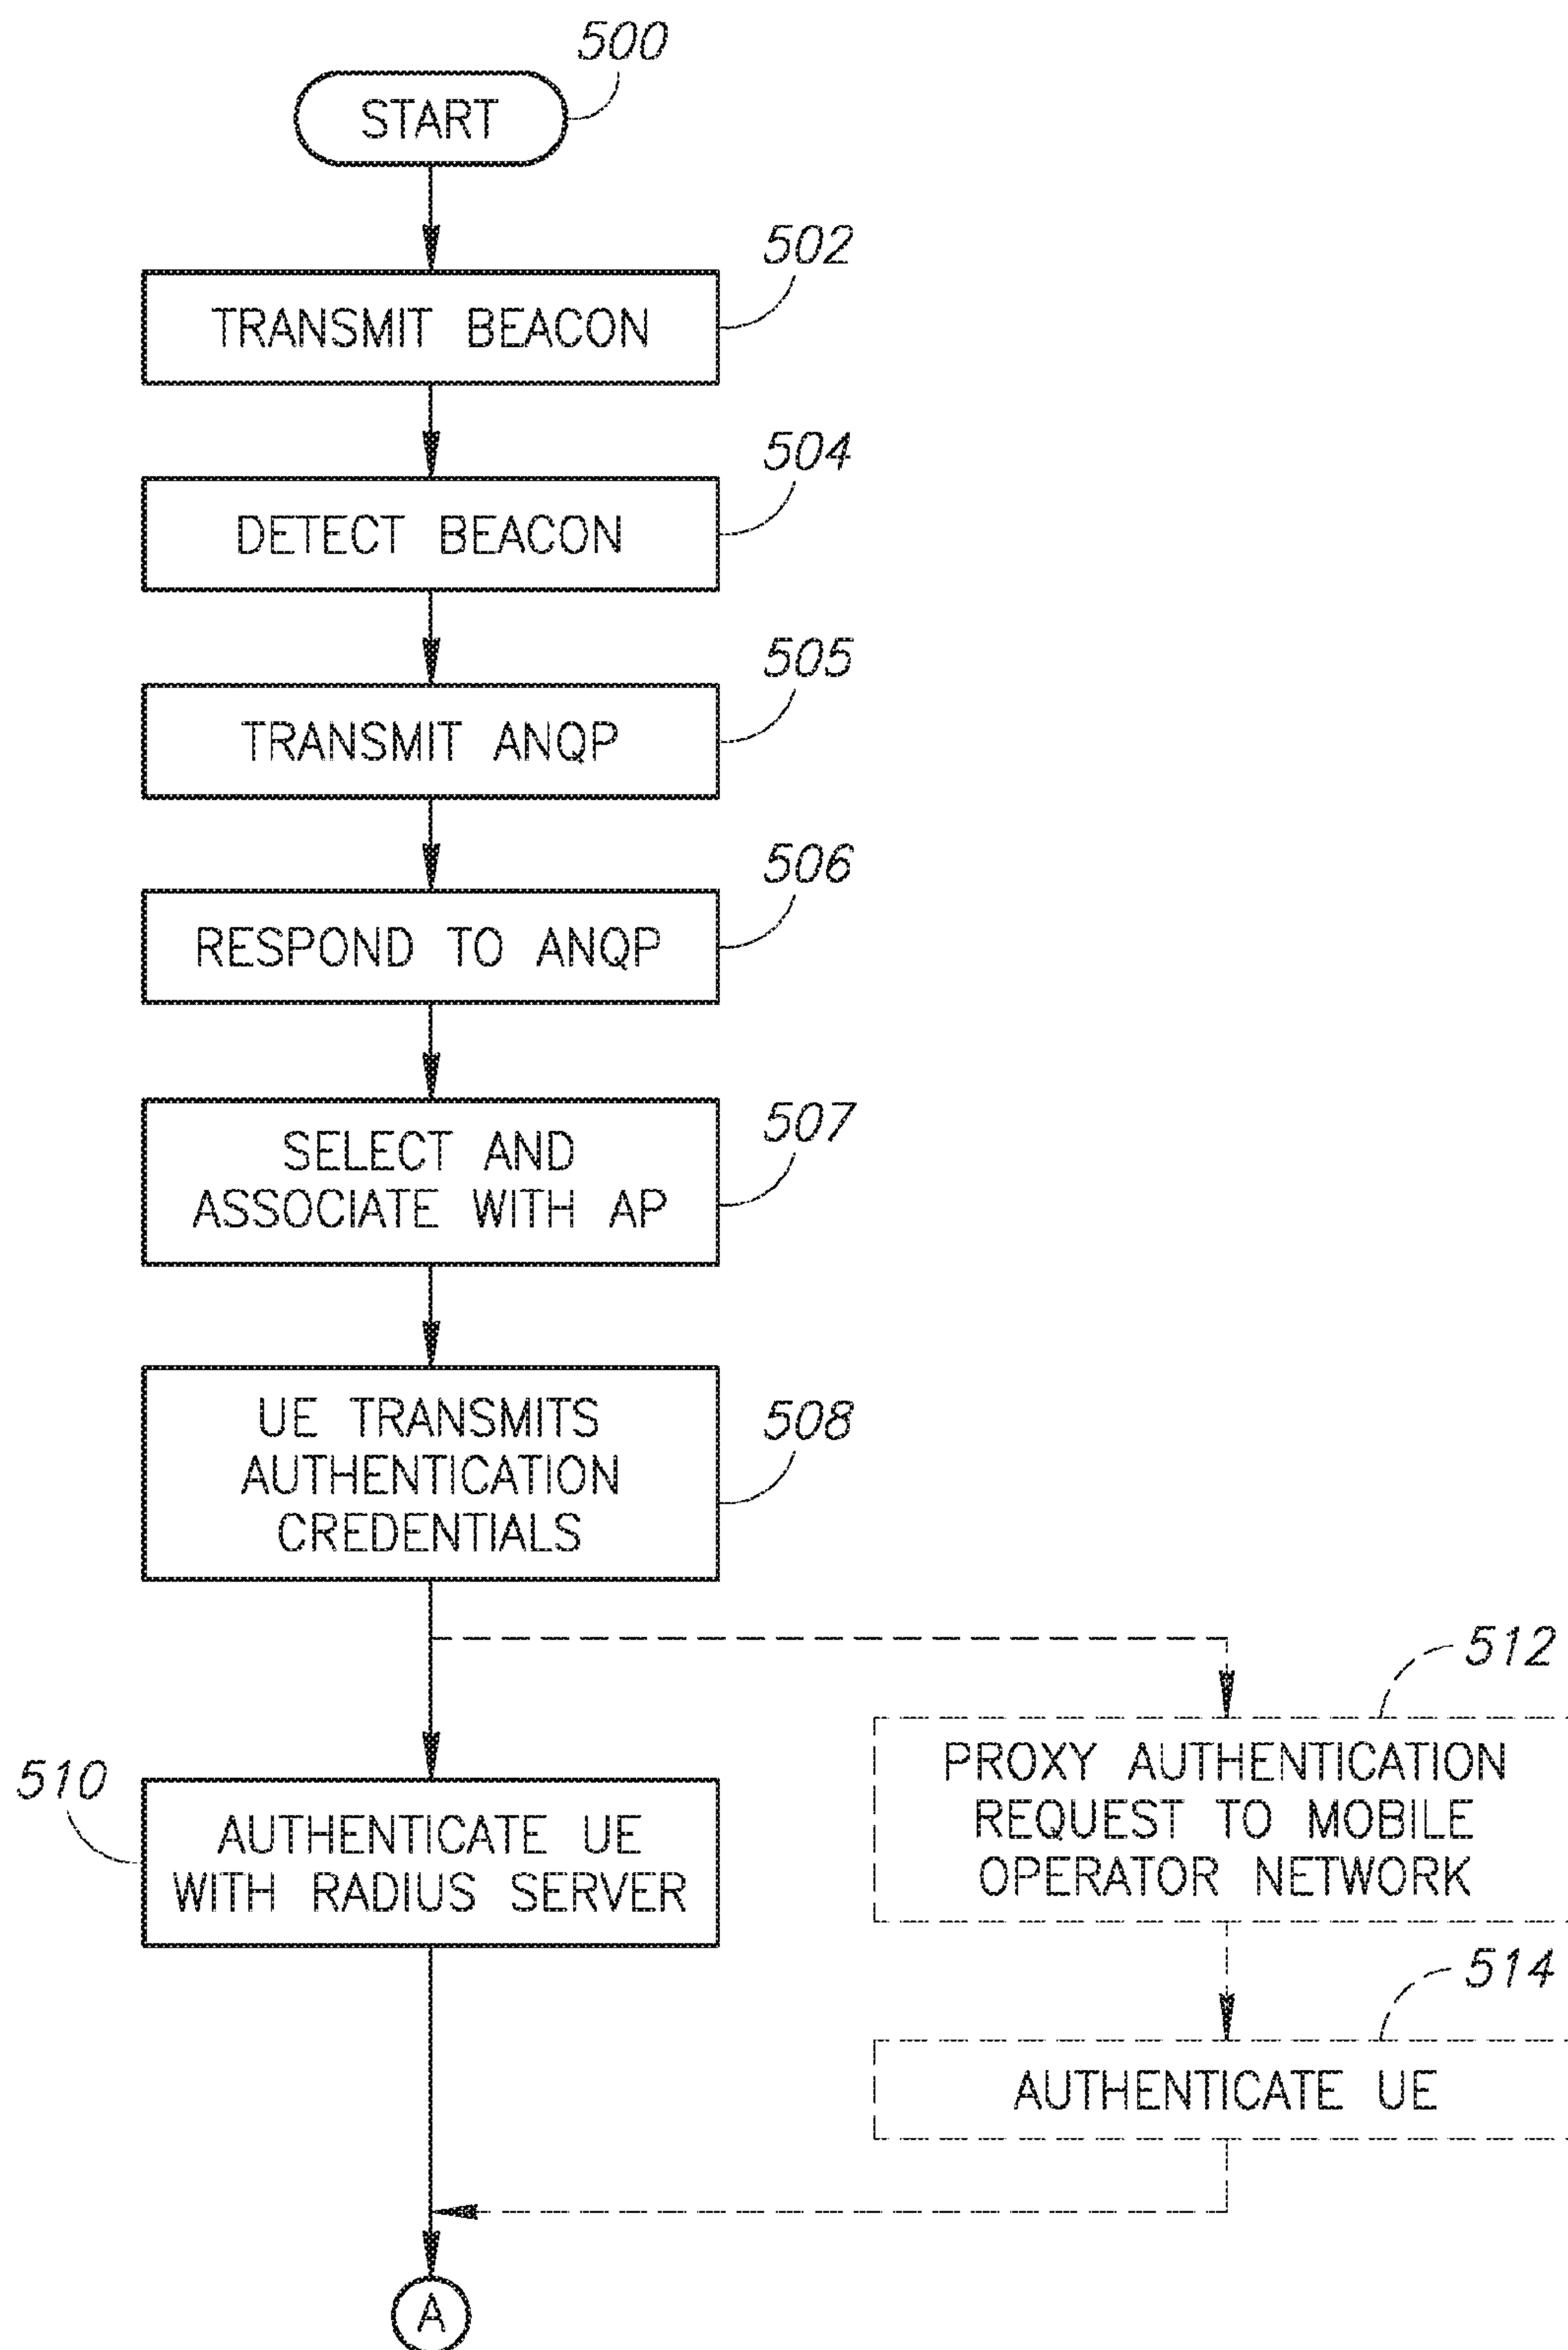 500
START
502
TRANSMIT BEACON
504
DETECT BEACON
505
TRANSMIT ANQP
506
RESPOND TO ANQP
507
SELECT AND
ASSOCIATE WITH AP
508
UE TRANSMITS
AUTHENTICATION
CREDENTIALS
510
AUTHENTICATE UE
WITH RADIUS SERVER
512
PROXY AUTHENTICATION
REQUEST TO MOBILE
OPERATOR NETWORK
514
AUTHENTICATE UE
A